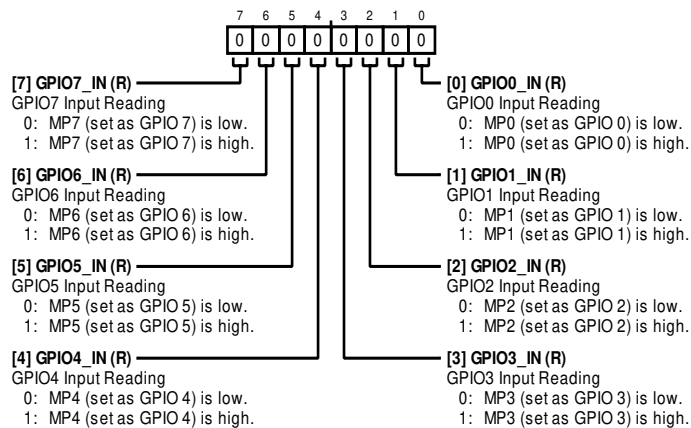 7 6 5 4 3 2 1 0
0 0 0 0 0 0 0 0
[7] GPIO7_IN (R)
GPIO7 Input Reading
0: MP7 (set as GPIO 7) is low.
1: MP7 (set as GPIO 7) is high.
[6] GPIO6_IN (R)
GPIO6 Input Reading
0: MP6 (set as GPIO 6) is low.
1: MP6 (set as GPIO 6) is high.
[5] GPIO5_IN (R)
GPIO5 Input Reading
0: MP5 (set as GPIO 5) is low.
1: MP5 (set as GPIO 5) is high.
[4] GPIO4_IN (R)
GPIO4 Input Reading
0: MP4 (set as GPIO 4) is low.
1: MP4 (set as GPIO 4) is high.
[0] GPIO0_IN (R)
GPIO0 Input Reading
0: MP0 (set as GPIO 0) is low.
1: MP0 (set as GPIO 0) is high.
[1] GPIO1_IN (R)
GPIO1 Input Reading
0: MP1 (set as GPIO 1) is low.
1: MP1 (set as GPIO 1) is high.
[2] GPIO2_IN (R)
GPIO2 Input Reading
0: MP2 (set as GPIO 2) is low.
1: MP2 (set as GPIO 2) is high.
[3] GPIO3_IN (R)
GPIO3 Input Reading
0: MP3 (set as GPIO 3) is low.
1: MP3 (set as GPIO 3) is high.